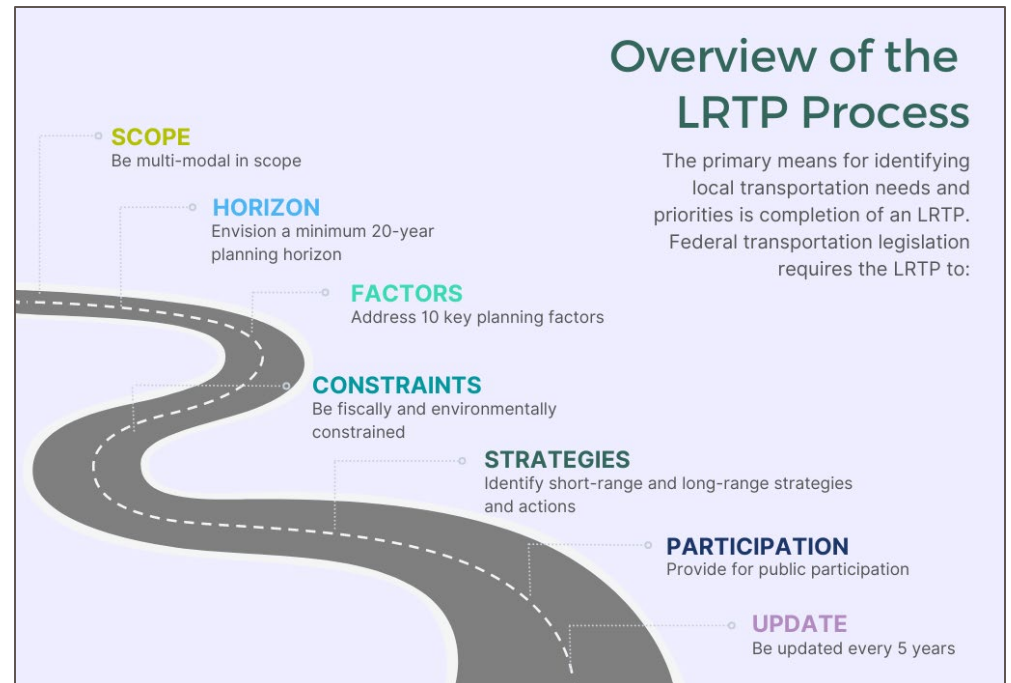 Overview of the
LRTP Process
The primary means for identifying
local transportation needs and
priorities is completion of an LRTP.
Federal transportation legislation
requires the LRTP to:
SCOPE
Be multi-modal in scope
HORIZON
Envision a minimum 20-year
planning horizon
FACTORS
Address 10 key planning factors
CONSTRAINTS
Be fiscally and environmentally
constrained
STRATEGIES
Identify short-range and long-range strategies
and actions
PARTICIPATION
Provide for public participation
UPDATE
Be updated every 5 years